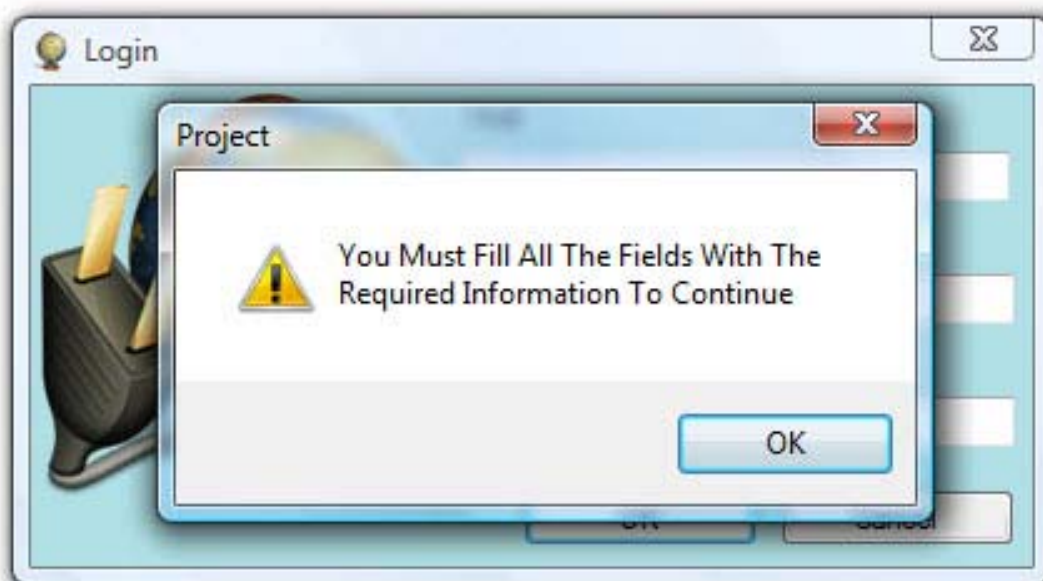 Login
Project
You Must Fill All The Fields With The
Required Information To Continue
OK